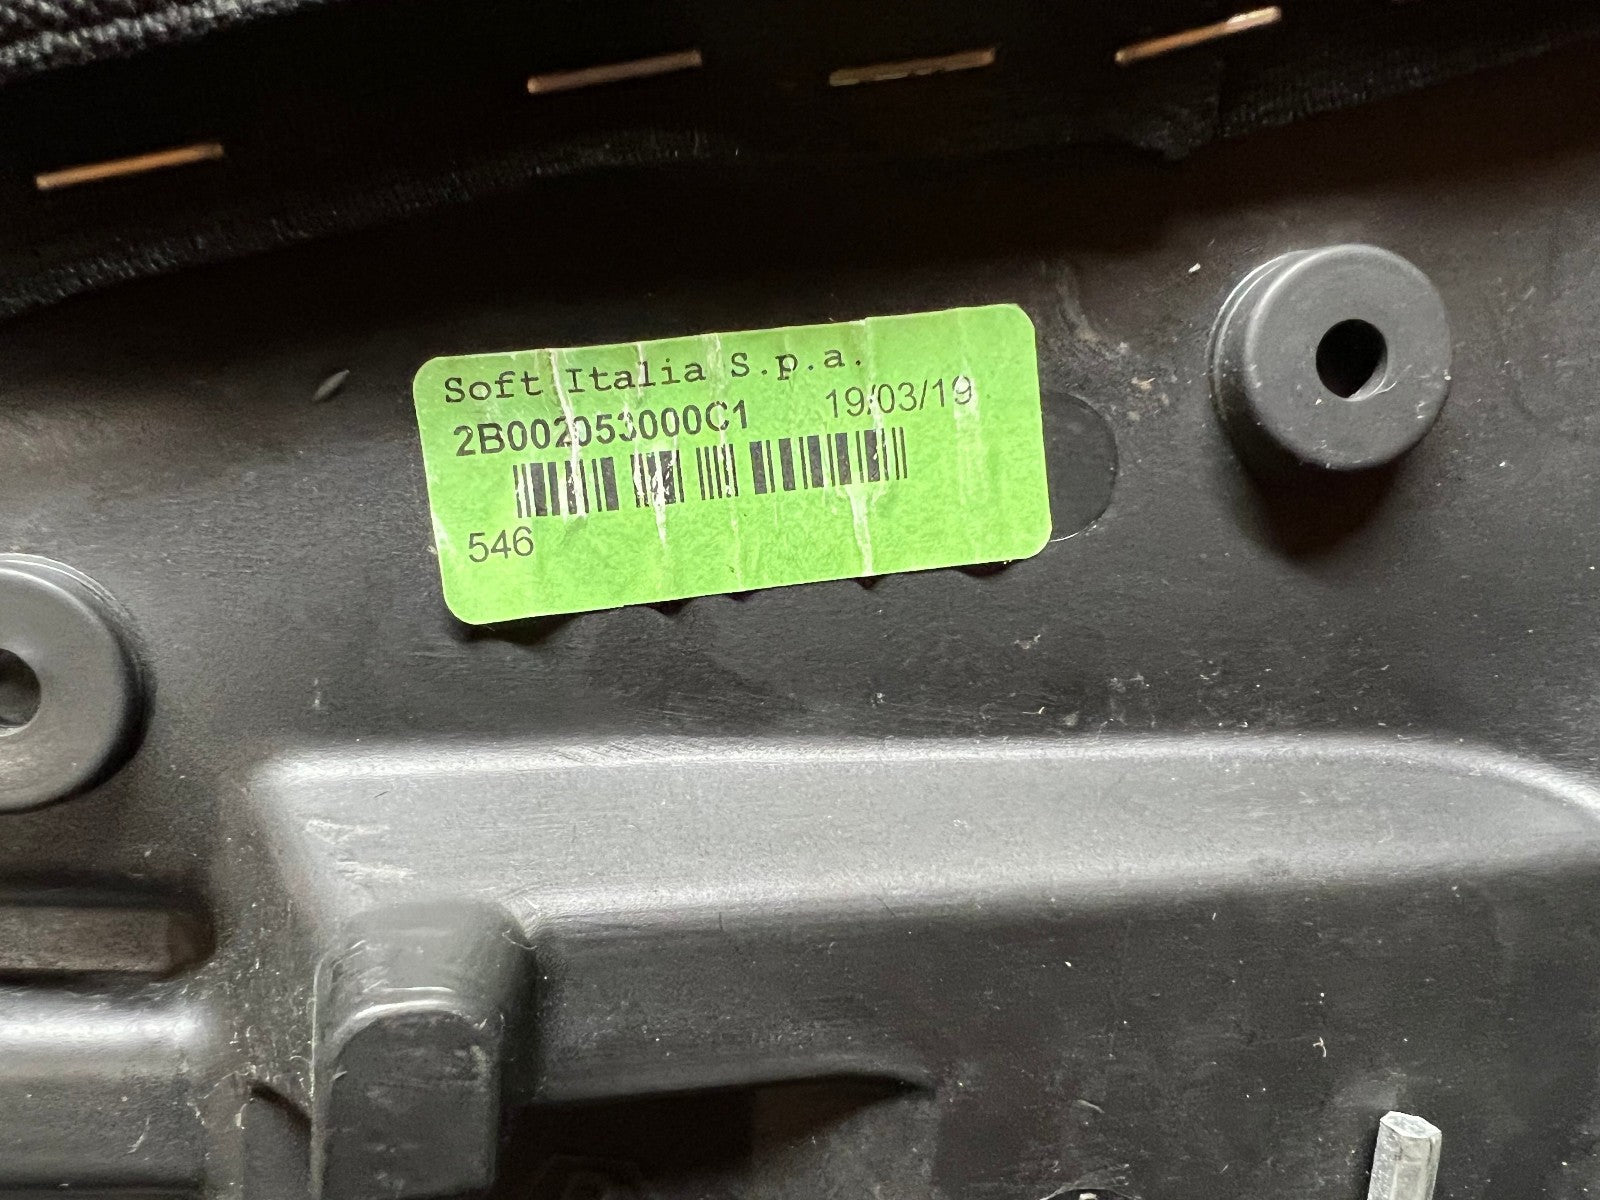 Soft Italia S.p.a.
2B002053000C1 19/03/19
546